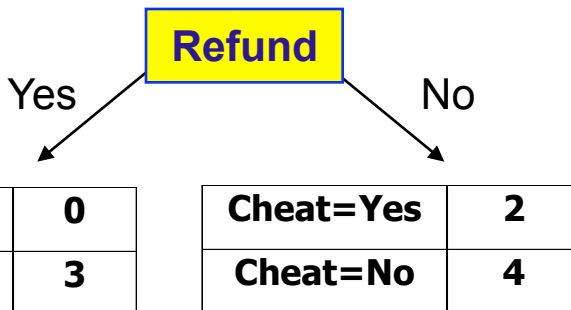 Refund
Yes No
0 Cheat=Yes 2
3 Cheat=No 4